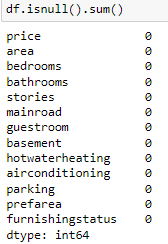 df.isnull().sum()
price 0
area 0
bedrooms 0
bathrooms 0
stories 0
mainroad 0
guestroom 0
basement 0
hotwaterheating 0
airconditioning 0
parking 0
prefarea 0
furnishingstatus 0
dtype: int64